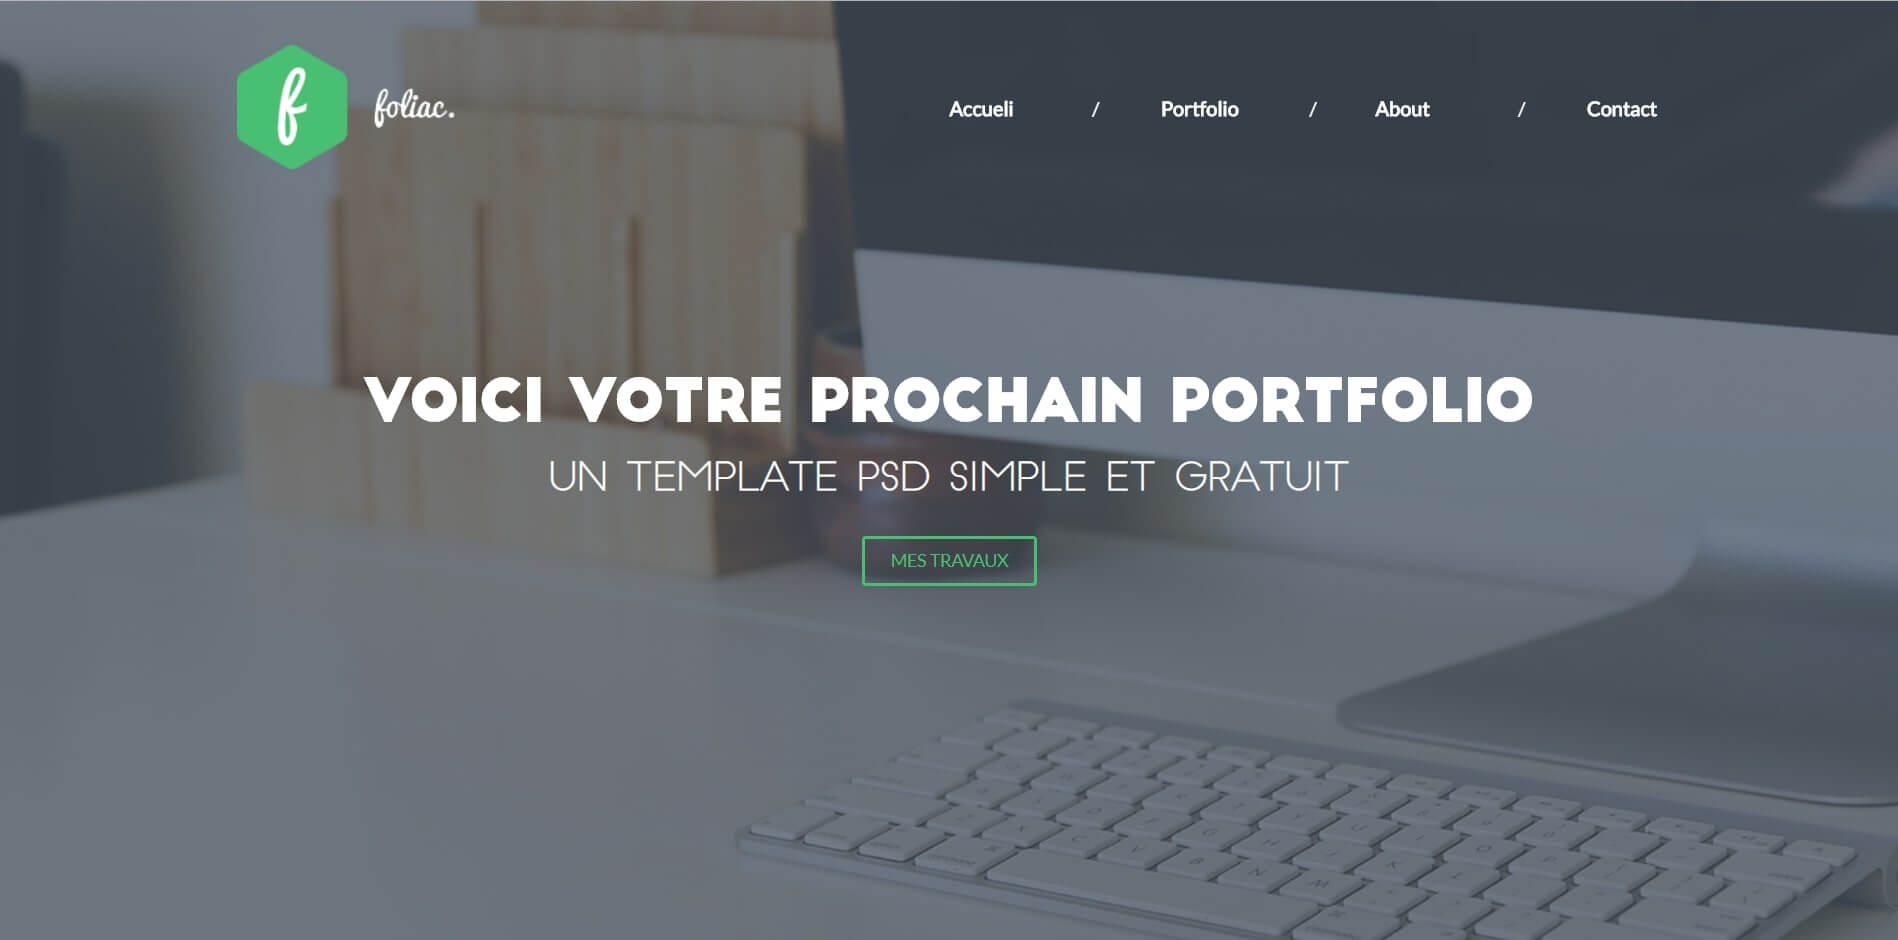 f foliac.
Accueli / Portfolio / About / Contact
VOICI VOTRE PROCHAIN PORTFOLIO
UN TEMPLATE PSD SIMPLE ET GRATUIT
MES TRAVAUX